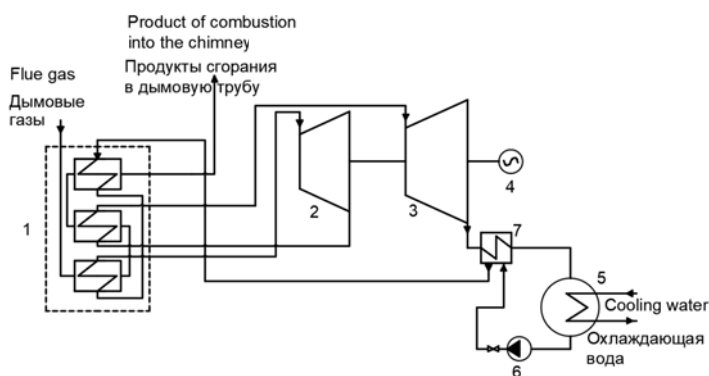 Product of combustion
into the chimney
Продукты сгорания
в дымовую трубу
Flue gas
Дымовые
газы
1
2
3
4
7
5
Cooling water
Охлаждающая
вода
6